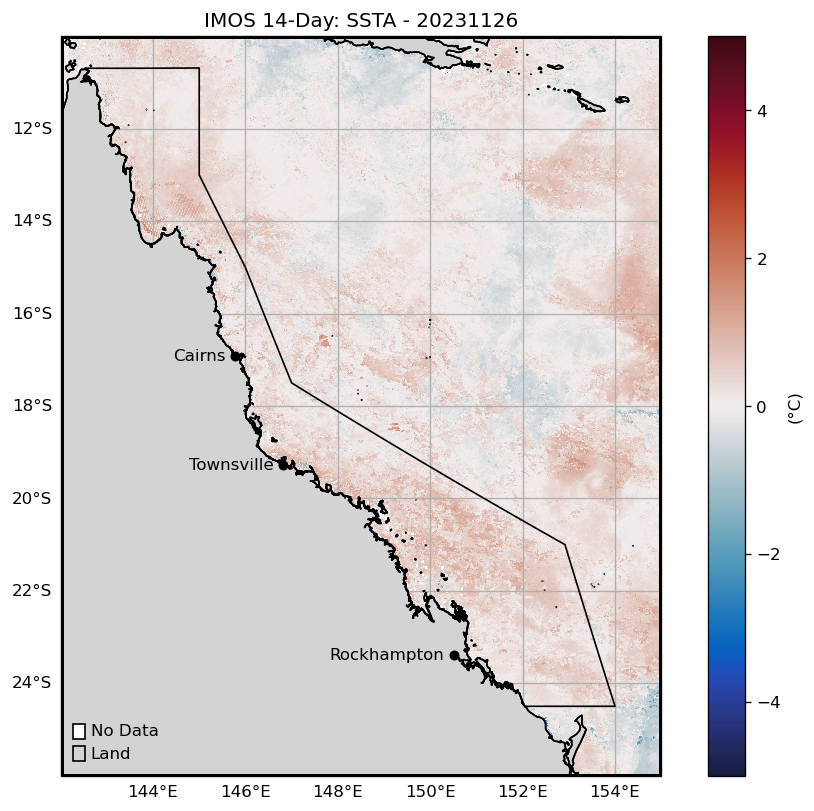 IMOS 14-Day: SSTA - 20231126
12°S
14°S
16°S
18°S
20°S
22°S
24°S
Cairns
Townsville
Rockhampton
No Data
Land
144°E
146°E
148°E
150°E
152°E
154°E
4
2
0
−2
−4
(°C)